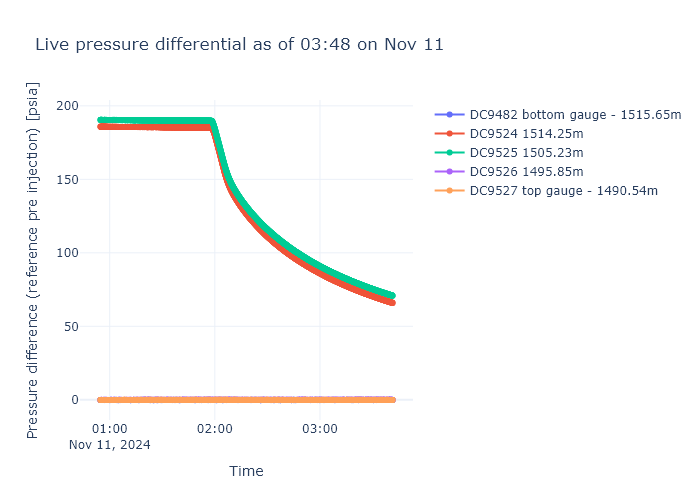 Live pressure differential as of 03:48 on Nov 11
Pressure difference (reference pre injection) [psia]
200
150
100
50
0
01:00
Nov 11, 2024
02:00
03:00
Time
DC9482 bottom gauge - 1515.65m
DC9524 1514.25m
DC9525 1505.23m
DC9526 1495.85m
DC9527 top gauge - 1490.54m